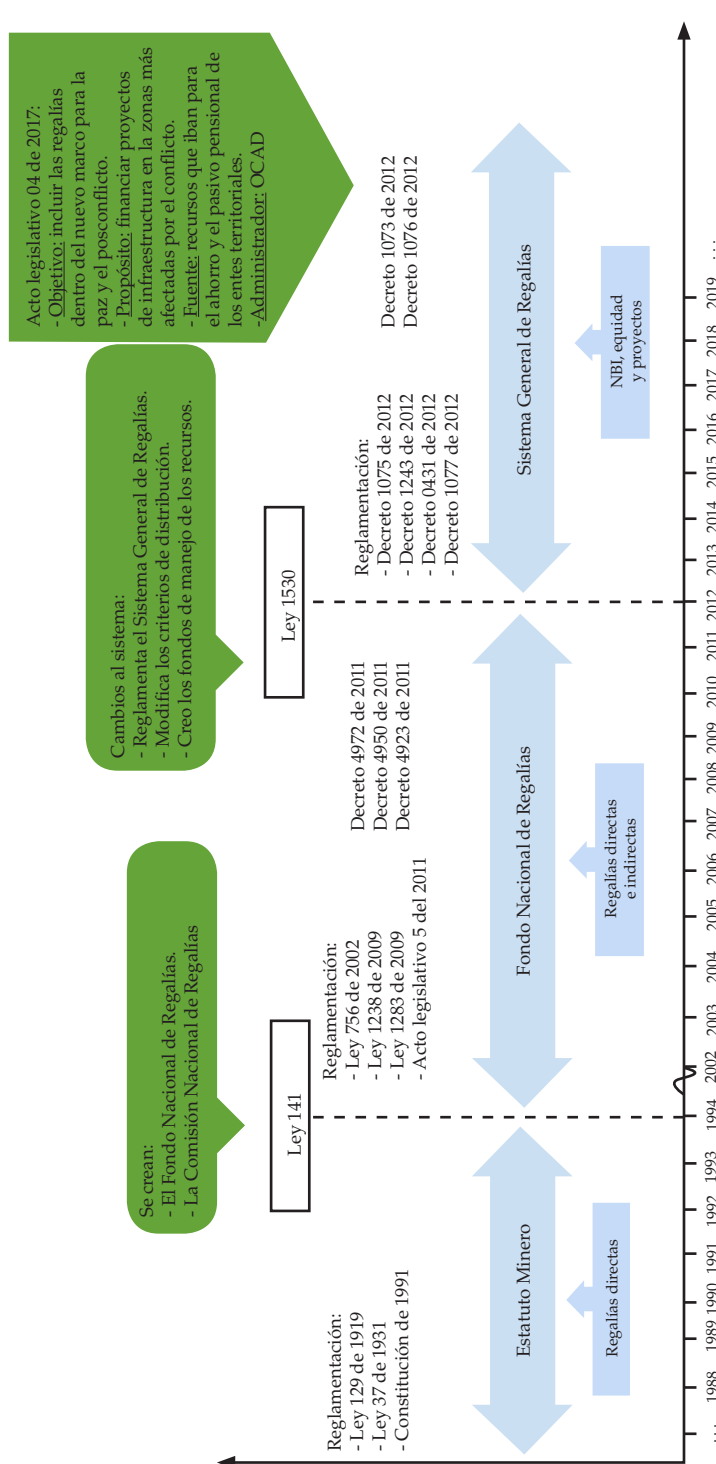 Se crean:
- El Fondo Nacional de Regalías.
- La Comisión Nacional de Regalías
Cambios al sistema:
- Reglamenta el Sistema General de Regalías.
- Modifica los criterios de distribución.
- Creo los fondos de manejo de los recursos.
Acto legislativo 04 de 2017:
- Objetivo: incluir las regalías
dentro del nuevo marco para la
paz y el posconflicto.
- Propósito: financiar proyectos
de infraestructura en la zonas más
afectadas por el conflicto.
- Fuente: recursos que iban para
el ahorro y el pasivo pensional de
los entes territoriales.
-Administrador: OCAD
Ley 141
Ley 1530
Reglamentación:
- Ley 129 de 1919
- Ley 37 de 1931
- Constitución de 1991
Reglamentación:
- Ley 756 de 2002
- Ley 1238 de 2009
- Ley 1283 de 2009
- Acto legislativo 5 del 2011
Decreto 4972 de 2011
Decreto 4950 de 2011
Decreto 4923 de 2011
Reglamentación:
- Decreto 1075 de 2012
- Decreto 1243 de 2012
- Decreto 0431 de 2012
- Decreto 1077 de 2012
Decreto 1073 de 2012
Decreto 1076 de 2012
Estatuto Minero
Fondo Nacional de Regalías
Sistema General de Regalías
Regalías directas
Regalías directas
e indirectas
NBI, equidad
y proyectos
... 1988 1989 1990 1991 1992 1993 1994 2002 2003 2004 2005 2006 2007 2008 2009 2010 2011 2012 2013 2014 2015 2016 2017 2018 2019 ...